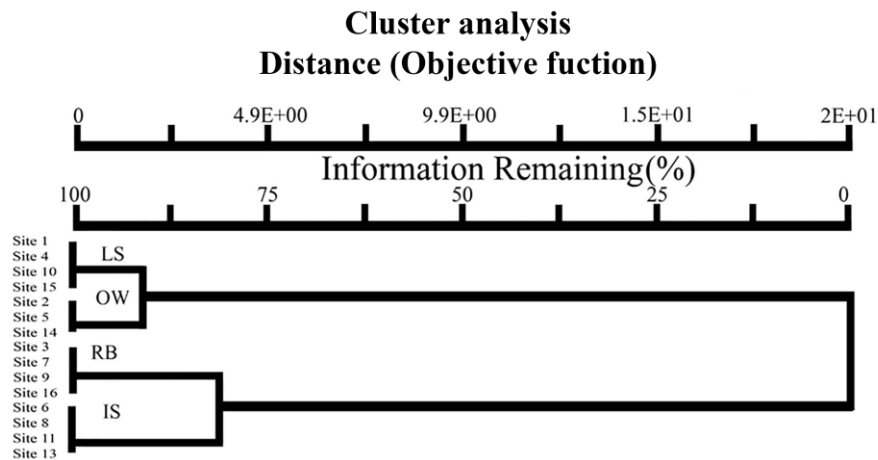 Cluster analysis
Distance (Objective fuction)
0 4.9E+00 9.9E+00 1.5E+01 2E+01
Information Remaining(%)
100 75 50 25 0
Site 1
Site 4
LS
Site 10
Site 15
OW
Site 2
Site 5
Site 14
Site 3
RB
Site 7
Site 9
Site 16
Site 6
IS
Site 8
Site 11
Site 13